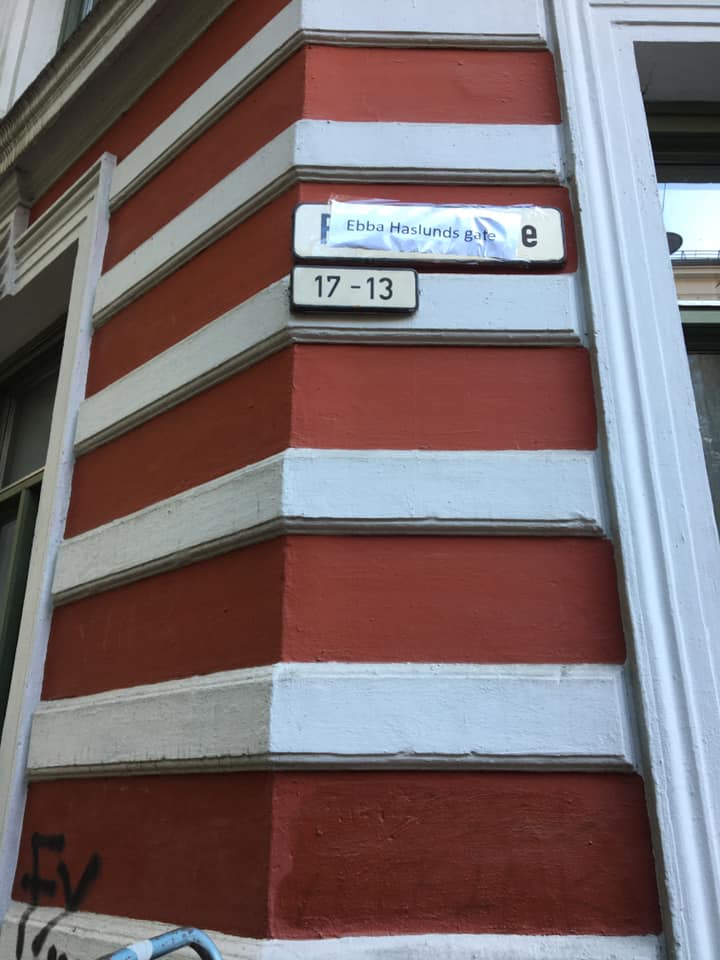 Ebba Haslunds gate
e
17 - 13